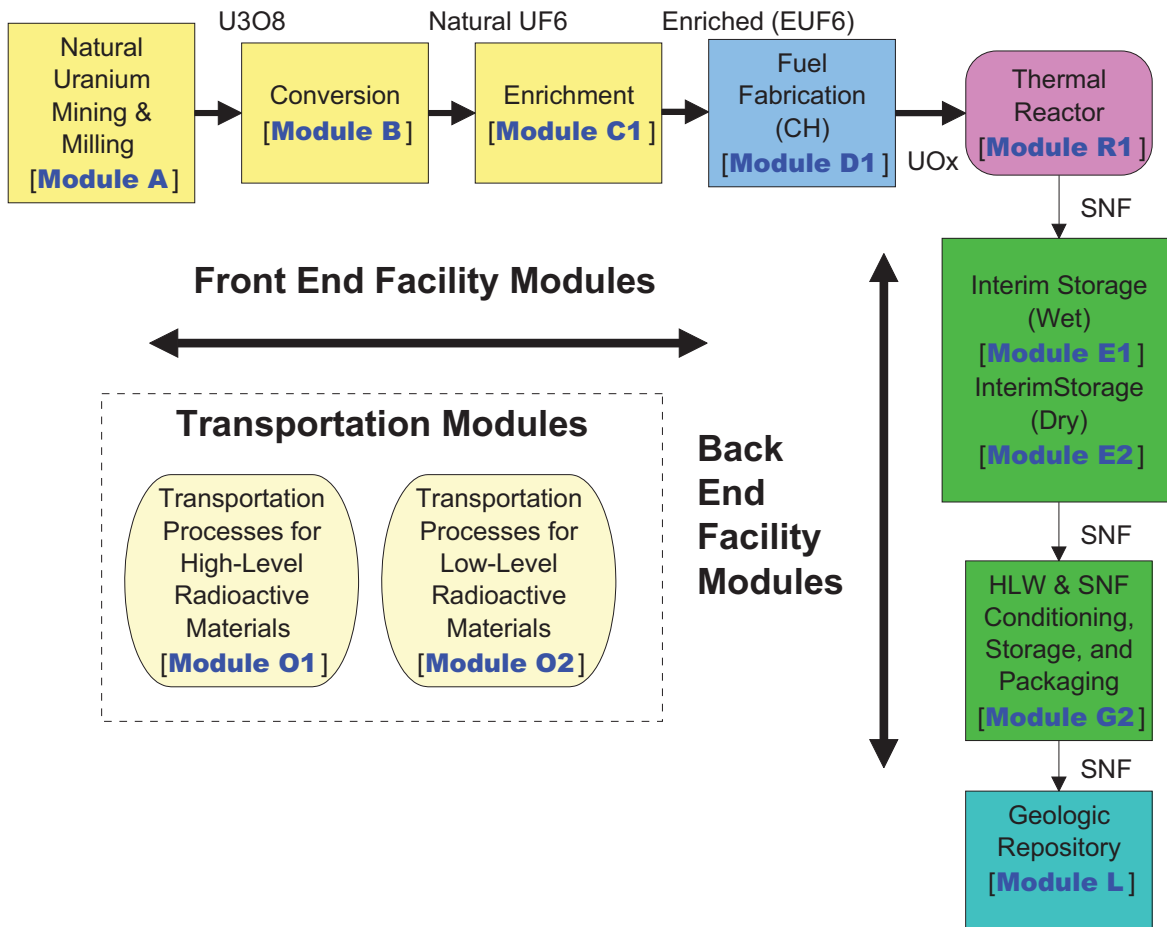 U3O8
Natural UF6
Enriched (EUF6)
Natural
Uranium
Mining &
Milling
[Module A]
Conversion
[Module B]
Enrichment
[Module C1]
Fuel
Fabrication
(CH)
[Module D1]
UOx
Thermal
Reactor
[Module R1]
SNF
Interim Storage
(Wet)
[Module E1]
InterimStorage
(Dry)
[Module E2]
SNF
HLW & SNF
Conditioning,
Storage, and
Packaging
[Module G2]
SNF
Geologic
Repository
[Module L]
Front End Facility Modules
Back
End
Facility
Modules
Transportation Modules
Transportation
Processes for
High-Level
Radioactive
Materials
[Module O1]
Transportation
Processes for
Low-Level
Radioactive
Materials
[Module O2]